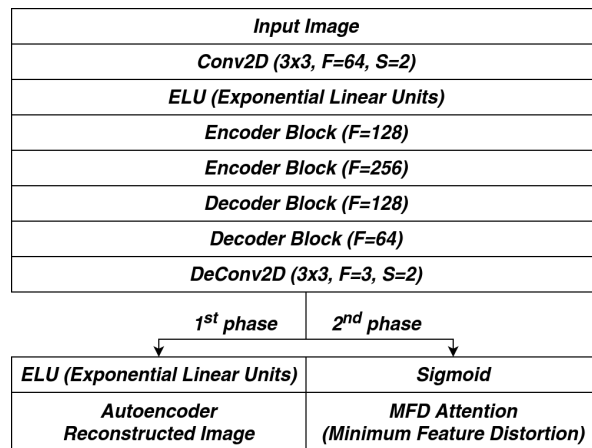 Input Image
Conv2D (3x3, F=64, S=2)
ELU (Exponential Linear Units)
Encoder Block (F=128)
Encoder Block (F=256)
Decoder Block (F=128)
Decoder Block (F=64)
DeConv2D (3x3, F=3, S=2)
1st phase
2nd phase
ELU (Exponential Linear Units)
Sigmoid
Autoencoder
Reconstructed Image
MFD Attention
(Minimum Feature Distortion)